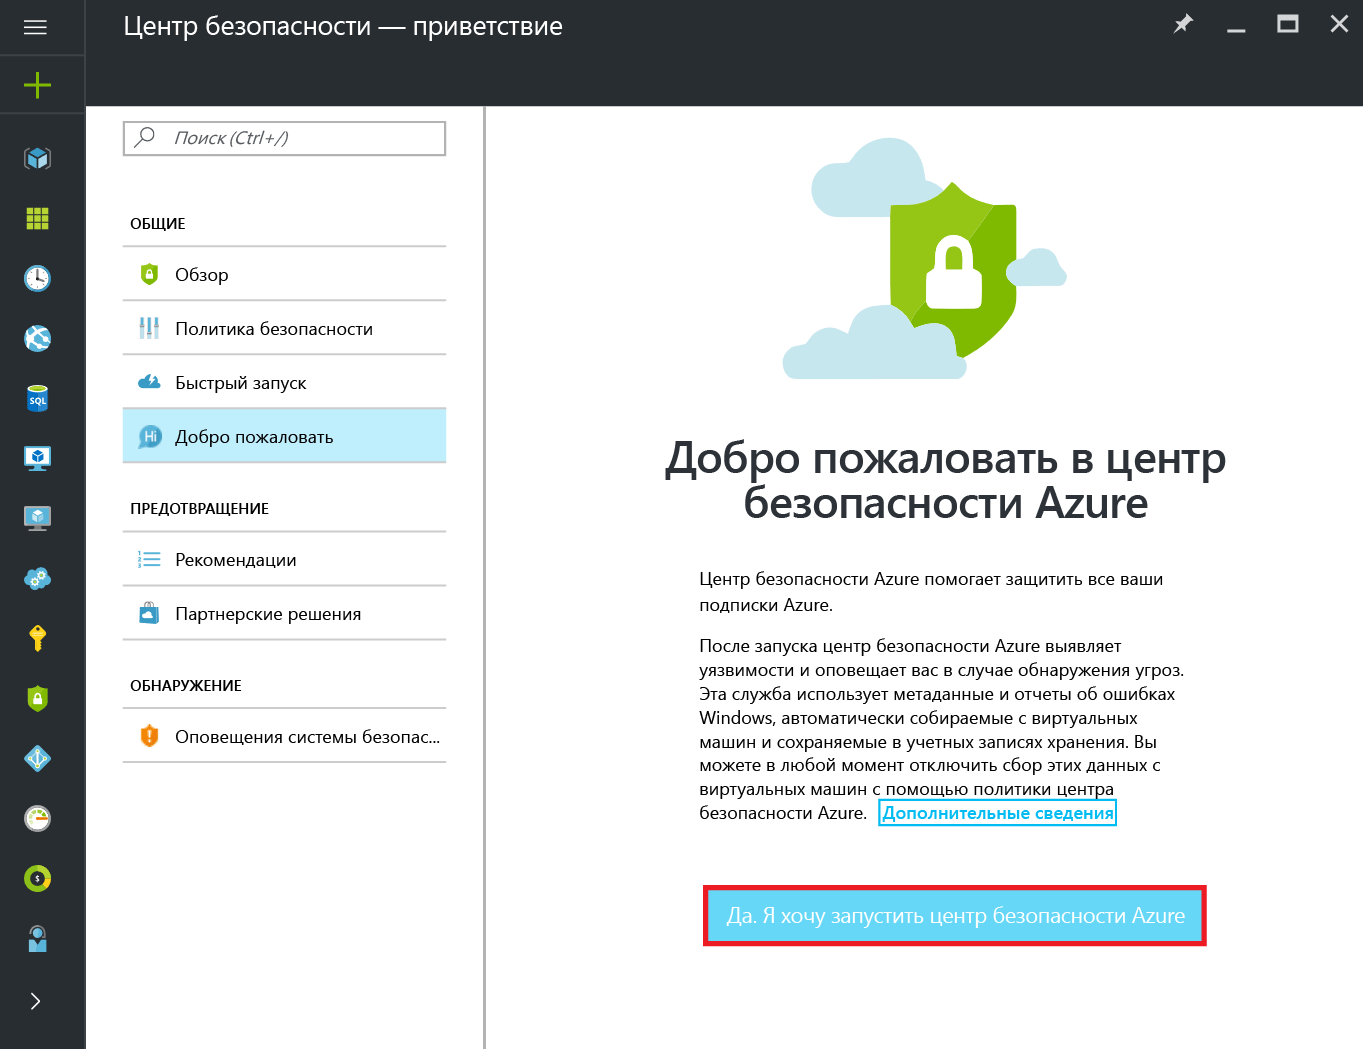 Центр безопасности — приветствие
Поиск (Ctrl+/)
ОБЩИЕ
Обзор
Политика безопасности
Быстрый запуск
Hi Добро пожаловать
ПРЕДОТВРАЩЕНИЕ
1 2 3 Рекомендации
Партнерские решения
ОБНАРУЖЕНИЕ
Оповещения системы безопас...
SQL
$
Добро пожаловать в центр
безопасности Azure
Центр безопасности Azure помогает защитить все ваши
подписки Azure.
После запуска центр безопасности Azure выявляет
уязвимости и оповещает вас в случае обнаружения угроз.
Эта служба использует метаданные и отчеты об ошибках
Windows, автоматически собираемые с виртуальных
машин и сохраняемые в учетных записях хранения. Вы
можете в любой момент отключить сбор этих данных с
виртуальных машин с помощью политики центра
безопасности Azure. Дополнительные сведения
Да. Я хочу запустить центр безопасности Azure